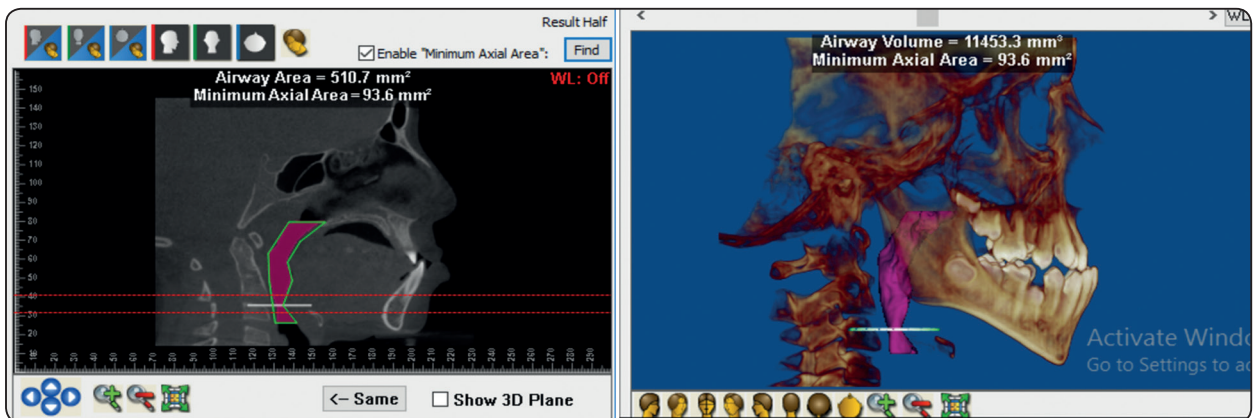 Result Half
Enable "Minimum Axial Area":
Find
Airway Area = 510.7 mm²
Minimum Axial Area = 93.6 mm²
WL: Off
150
140
130
120
110
100
90
80
70
60
50
40
30
20
10
10 20 30 40 50 60 70 80 90 100 110 120 130 140 150 160 170 180 190 200 210 220 230 240 250 260 270 280 290
<– Same
Show 3D Plane
WL
Airway Volume = 11453.3 mm³
Minimum Axial Area = 93.6 mm²
Activate Windo
Go to Settings to ac